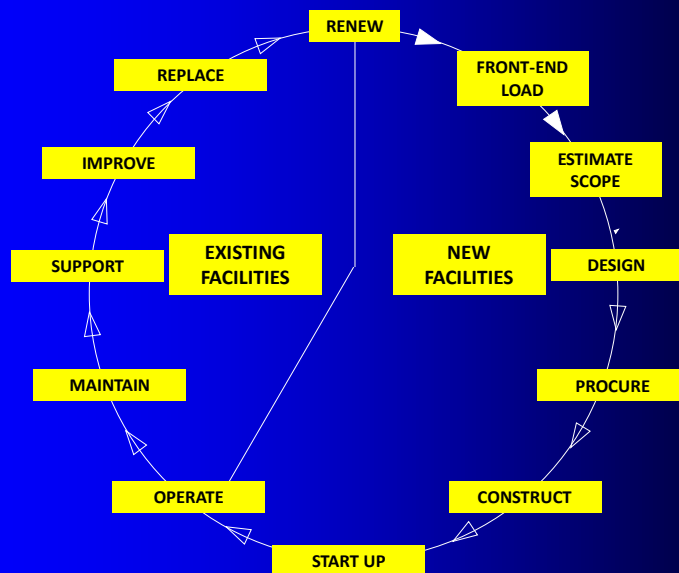 RENEW
FRONT-END
LOAD
ESTIMATE
SCOPE
DESIGN
PROCURE
CONSTRUCT
START UP
OPERATE
MAINTAIN
SUPPORT
IMPROVE
REPLACE
EXISTING
FACILITIES
NEW
FACILITIES